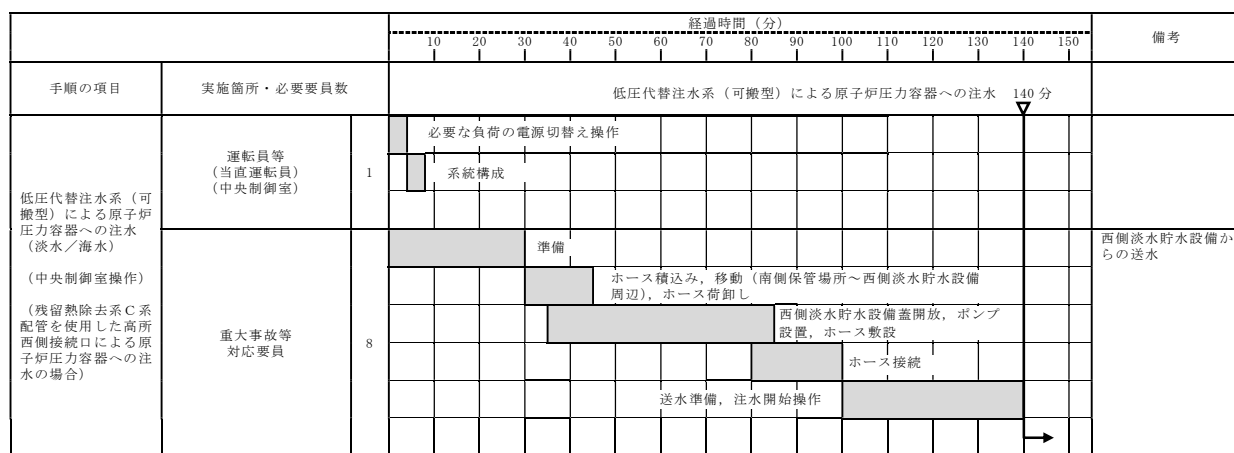 経過時間（分）
備考
10 20 30 40 50 60 70 80 90 100 110 120 130 140 150
手順の項目
実施箇所・必要要員数
低圧代替注水系（可搬型）による原子炉圧力容器への注水 140 分
低圧代替注水系（可
搬型）による原子炉
圧力容器への注水
（淡水／海水）
（中央制御室操作）
（残留熱除去系Ｃ系
配管を使用した高所
西側接続口による原
子炉圧力容器への注
水の場合）
運転員等
（当直運転員）
（中央制御室）
1
必要な負荷の電源切替え操作
系統構成
重大事故等
対応要員
8
準備
ホース積込み，移動（南側保管場所～西側淡水貯水設備
周辺），ホース荷卸し
西側淡水貯水設備蓋開放，ポンプ
設置，ホース敷設
ホース接続
送水準備，注水開始操作
西側淡水貯水設備か
らの送水